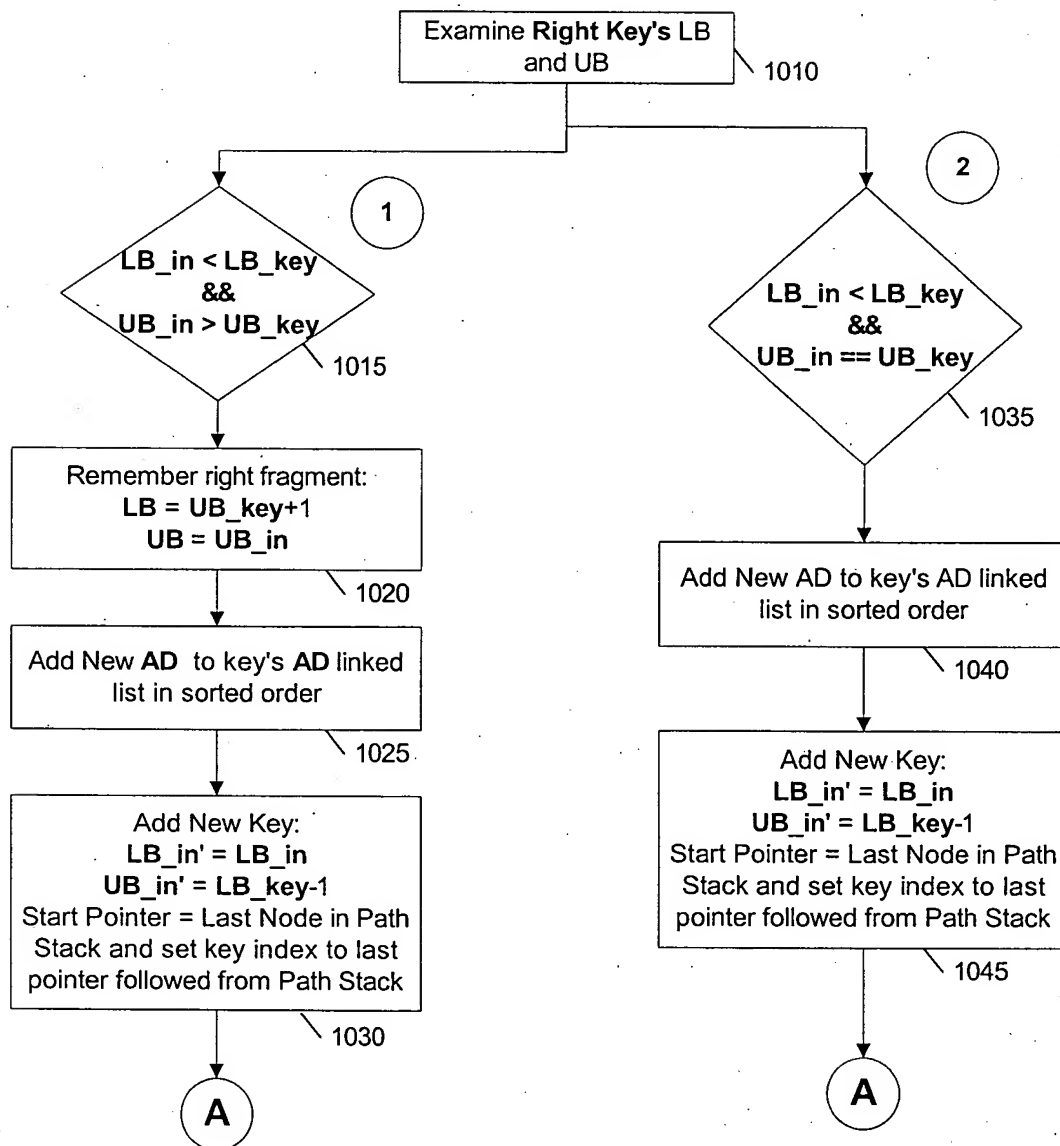 Examine Right Key's LB
and UB
1010
1
LB_in < LB_key
&&
UB_in > UB_key
1015
Remember right fragment:
LB = UB_key+1
UB = UB_in
1020
Add New AD to key's AD linked
list in sorted order
1025
Add New Key:
LB_in' = LB_in
UB_in' = LB_key-1
Start Pointer = Last Node in Path
Stack and set key index to last
pointer followed from Path Stack
1030
A
2
LB_in < LB_key
&&
UB_in == UB_key
1035
Add New AD to key's AD linked
list in sorted order
1040
Add New Key:
LB_in' = LB_in
UB_in' = LB_key-1
Start Pointer = Last Node in Path
Stack and set key index to last
pointer followed from Path Stack
1045
A